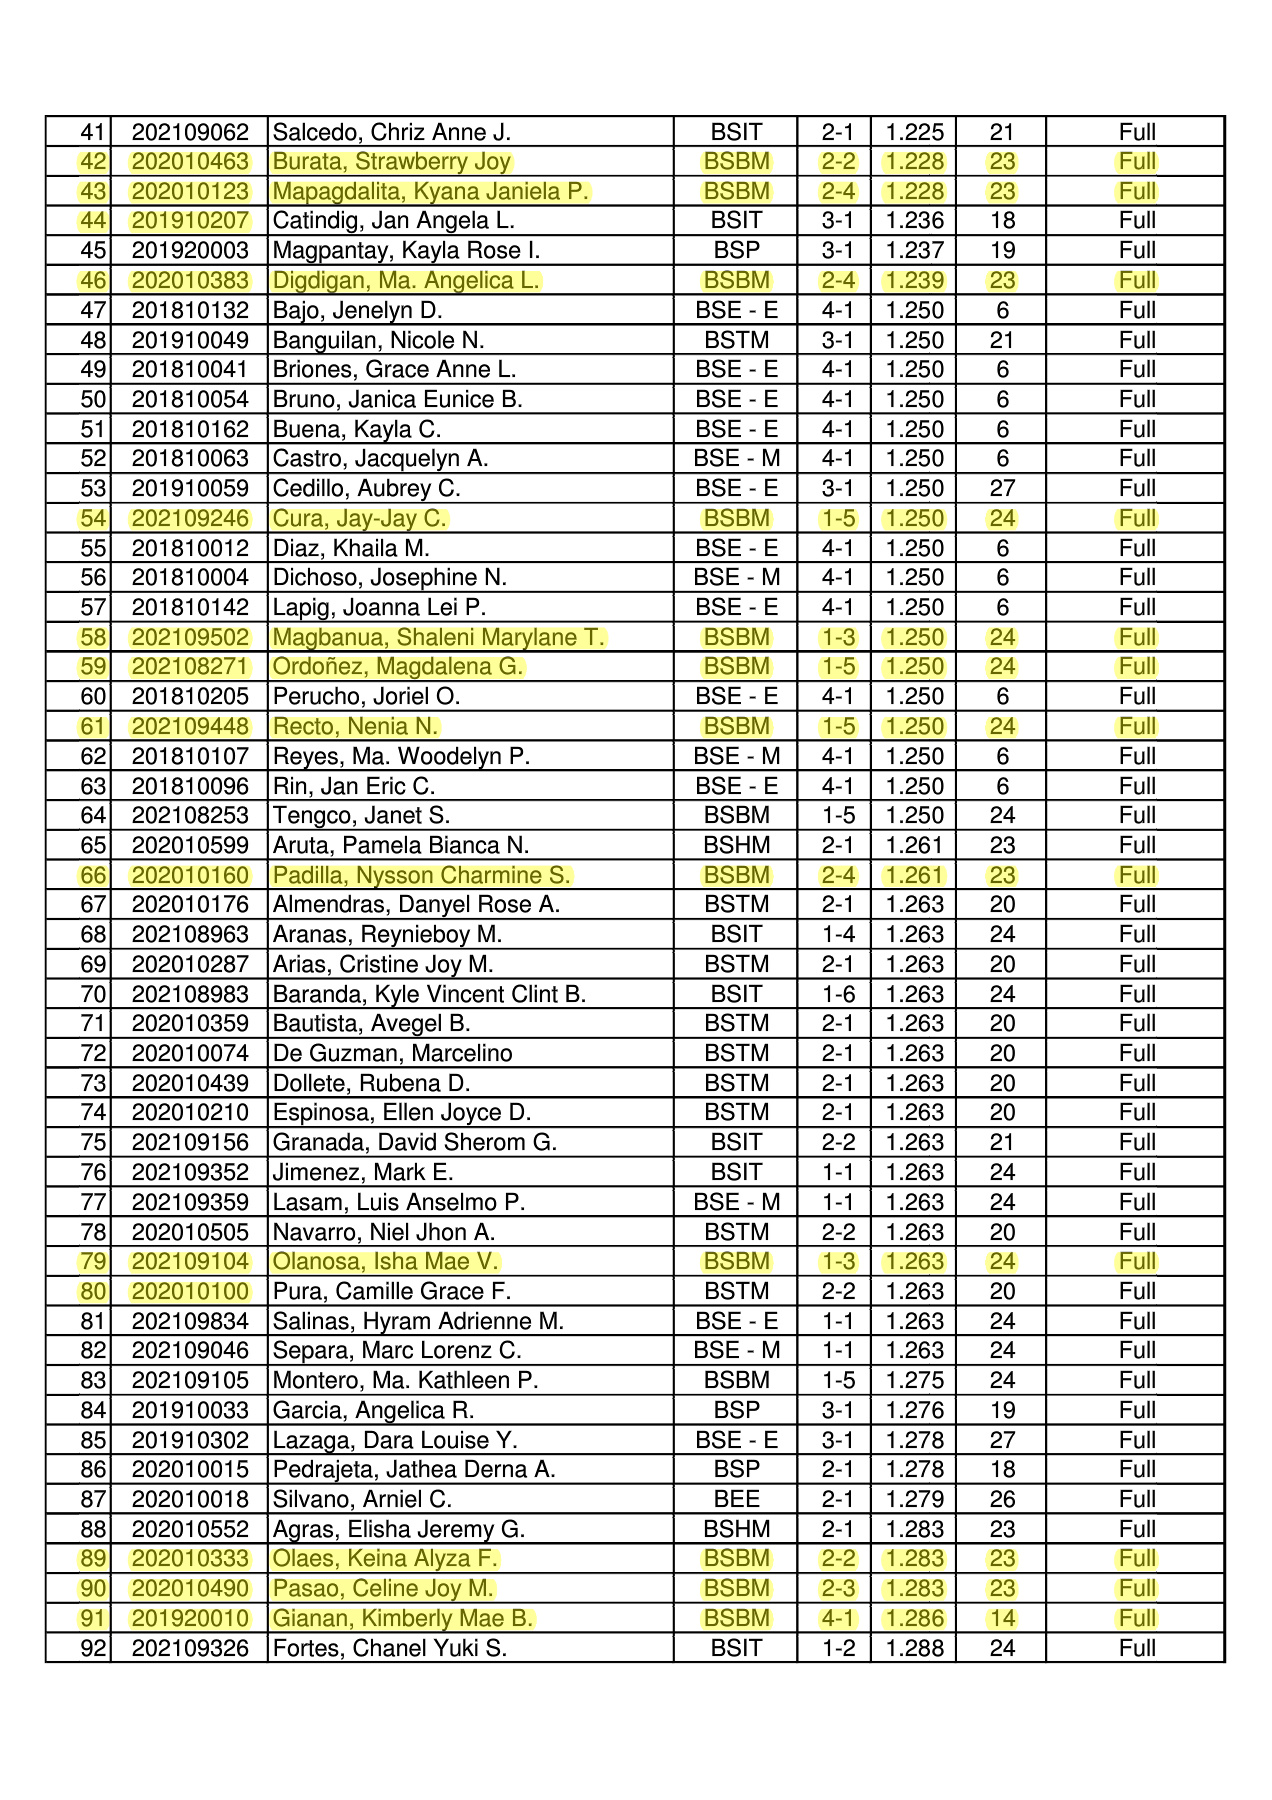 41 202109062 Salcedo, Chriz Anne J. BSIT 2-1 1.225 21 Full
42 202010463 Burata, Strawberry Joy BSBM 2-2 1.228 23 Full
43 202010123 Mapagdalita, Kyana Janiela P. BSBM 2-4 1.228 23 Full
44 201910207 Catindig, Jan Angela L. BSIT 3-1 1.236 18 Full
45 201920003 Magpantay, Kayla Rose I. BSP 3-1 1.237 19 Full
46 202010383 Digdigan, Ma. Angelica L. BSBM 2-4 1.239 23 Full
47 201810132 Bajo, Jenelyn D. BSE - E 4-1 1.250 6 Full
48 201910049 Banguilan, Nicole N. BSTM 3-1 1.250 21 Full
49 201810041 Briones, Grace Anne L. BSE - E 4-1 1.250 6 Full
50 201810054 Bruno, Janica Eunice B. BSE - E 4-1 1.250 6 Full
51 201810162 Buena, Kayla C. BSE - E 4-1 1.250 6 Full
52 201810063 Castro, Jacquelyn A. BSE - M 4-1 1.250 6 Full
53 201910059 Cedillo, Aubrey C. BSE - E 3-1 1.250 27 Full
54 202109246 Cura, Jay-Jay C. BSBM 1-5 1.250 24 Full
55 201810012 Diaz, Khaila M. BSE - E 4-1 1.250 6 Full
56 201810004 Dichoso, Josephine N. BSE - M 4-1 1.250 6 Full
57 201810142 Lapig, Joanna Lei P. BSE - E 4-1 1.250 6 Full
58 202109502 Magbanua, Shaleni Marylane T. BSBM 1-3 1.250 24 Full
59 202108271 Ordoñez, Magdalena G. BSBM 1-5 1.250 24 Full
60 201810205 Perucho, Joriel O. BSE - E 4-1 1.250 6 Full
61 202109448 Recto, Nenia N. BSBM 1-5 1.250 24 Full
62 201810107 Reyes, Ma. Woodelyn P. BSE - M 4-1 1.250 6 Full
63 201810096 Rin, Jan Eric C. BSE - E 4-1 1.250 6 Full
64 202108253 Tengco, Janet S. BSBM 1-5 1.250 24 Full
65 202010599 Aruta, Pamela Bianca N. BSHM 2-1 1.261 23 Full
66 202010160 Padilla, Nysson Charmine S. BSBM 2-4 1.261 23 Full
67 202010176 Almendras, Danyel Rose A. BSTM 2-1 1.263 20 Full
68 202108963 Aranas, Reynieboy M. BSIT 1-4 1.263 24 Full
69 202010287 Arias, Cristine Joy M. BSTM 2-1 1.263 20 Full
70 202108983 Baranda, Kyle Vincent Clint B. BSIT 1-6 1.263 24 Full
71 202010359 Bautista, Avegel B. BSTM 2-1 1.263 20 Full
72 202010074 De Guzman, Marcelino BSTM 2-1 1.263 20 Full
73 202010439 Dollete, Rubena D. BSTM 2-1 1.263 20 Full
74 202010210 Espinosa, Ellen Joyce D. BSTM 2-1 1.263 20 Full
75 202109156 Granada, David Sherom G. BSIT 2-2 1.263 21 Full
76 202109352 Jimenez, Mark E. BSIT 1-1 1.263 24 Full
77 202109359 Lasam, Luis Anselmo P. BSE - M 1-1 1.263 24 Full
78 202010505 Navarro, Niel Jhon A. BSTM 2-2 1.263 20 Full
79 202109104 Olanosa, Isha Mae V. BSBM 1-3 1.263 24 Full
80 202010100 Pura, Camille Grace F. BSTM 2-2 1.263 20 Full
81 202109834 Salinas, Hyram Adrienne M. BSE - E 1-1 1.263 24 Full
82 202109046 Separa, Marc Lorenz C. BSE - M 1-1 1.263 24 Full
83 202109105 Montero, Ma. Kathleen P. BSBM 1-5 1.275 24 Full
84 201910033 Garcia, Angelica R. BSP 3-1 1.276 19 Full
85 201910302 Lazaga, Dara Louise Y. BSE - E 3-1 1.278 27 Full
86 202010015 Pedrajeta, Jathea Derna A. BSP 2-1 1.278 18 Full
87 202010018 Silvano, Arniel C. BEE 2-1 1.279 26 Full
88 202010552 Agras, Elisha Jeremy G. BSHM 2-1 1.283 23 Full
89 202010333 Olaes, Keina Alyza F. BSBM 2-2 1.283 23 Full
90 202010490 Pasao, Celine Joy M. BSBM 2-3 1.283 23 Full
91 201920010 Gianan, Kimberly Mae B. BSBM 4-1 1.286 14 Full
92 202109326 Fortes, Chanel Yuki S. BSIT 1-2 1.288 24 Full